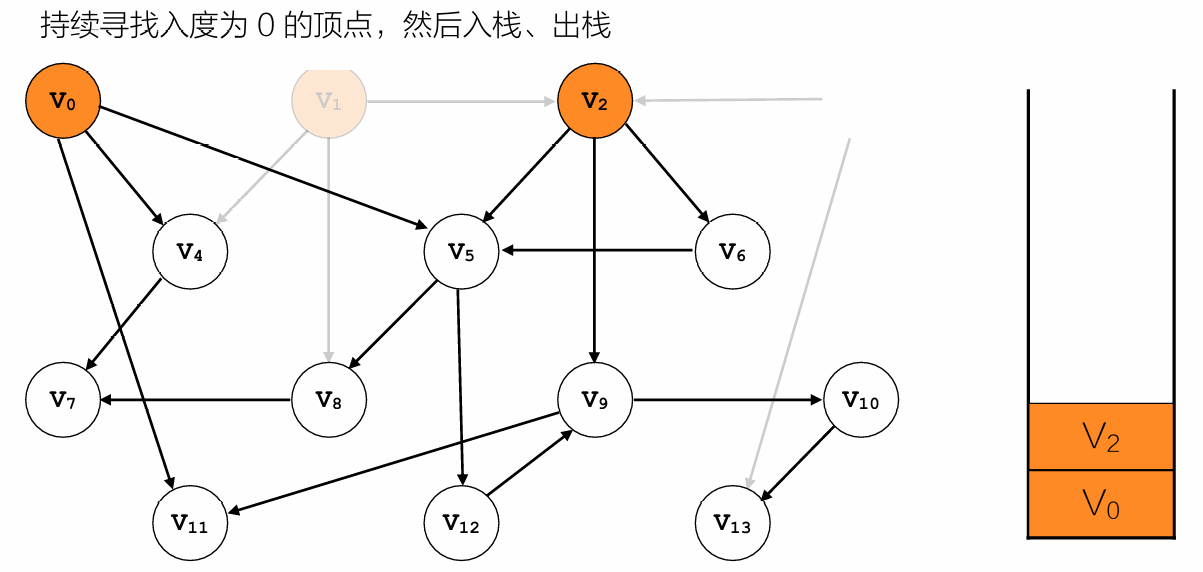 持续寻找入度为 0 的顶点，然后入栈、出栈
V₀ V₁ V₂
V₄ V₅ V₆
V₇ V₈ V₉ V₁₀
V₁₁ V₁₂ V₁₃
V₂
V₀